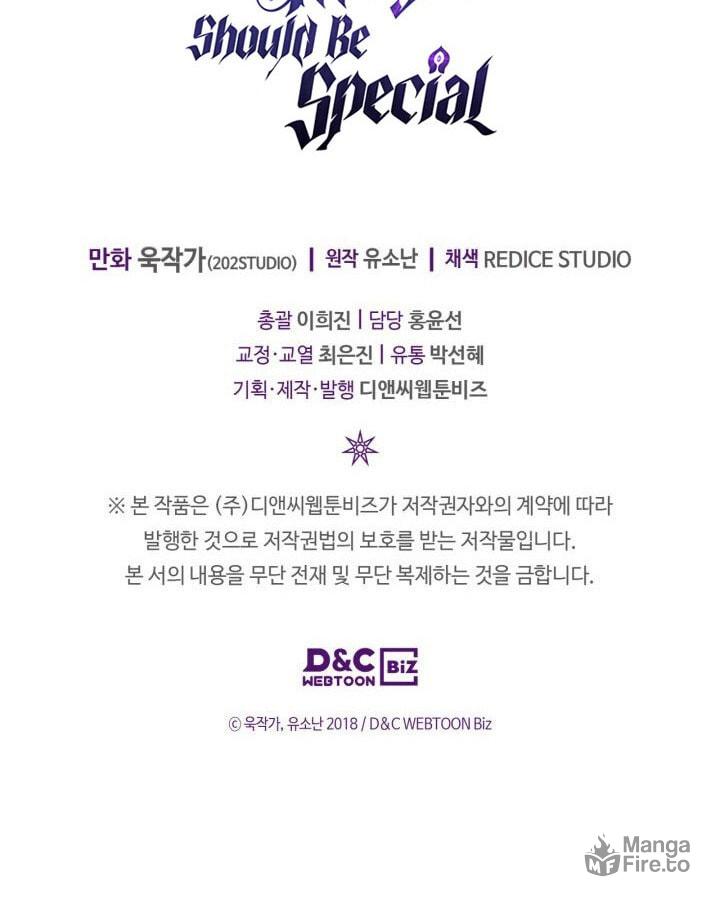 Should Be
Special
만화 욱작가(202STUDIO) | 원작 유소난 | 채색 REDICE STUDIO
총괄 이희진 | 담당 홍윤선
교정·교열 최은진 | 유통 박선혜
기획·제작·발행 디앤씨웹툰비즈
※ 본 작품은 (주)디앤씨웹툰비즈가 저작권자와의 계약에 따라
발행한 것으로 저작권법의 보호를 받는 저작물입니다.
본 서의 내용을 무단 전재 및 무단 복제하는 것을 금합니다.
D&C BiZ
WEBTOON
© 욱작가, 유소난 2018 / D&C WEBTOON Biz
Manga
MF Fire.to